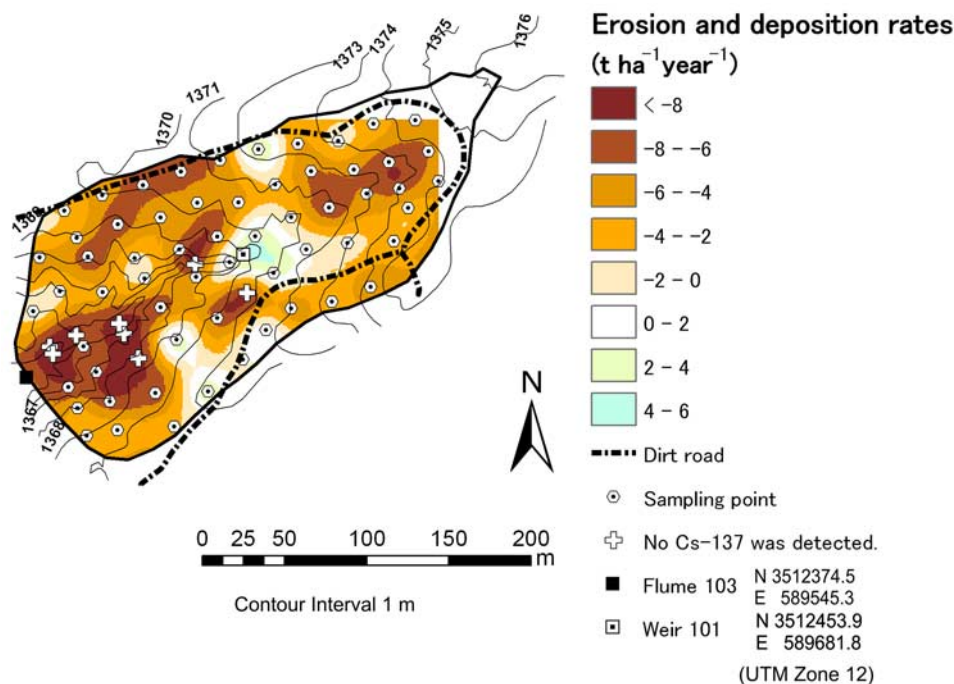 1376
1375
1374
1373
1371
1370
1367
1368
N
0 25 50 100 150 200
m
Contour Interval 1 m
Erosion and deposition rates
(t ha⁻¹year⁻¹)
< -8
-8 - -6
-6 - -4
-4 - -2
-2 - 0
0 - 2
2 - 4
4 - 6
Dirt road
Sampling point
No Cs-137 was detected.
Flume 103 N 3512374.5
E 589545.3
Weir 101 N 3512453.9
E 589681.8
(UTM Zone 12)